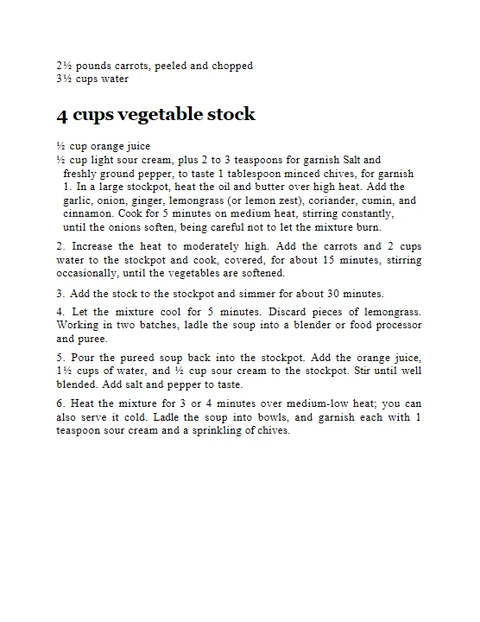 2½ pounds carrots, peeled and chopped
3½ cups water
4 cups vegetable stock
½ cup orange juice
½ cup light sour cream, plus 2 to 3 teaspoons for garnish Salt and
freshly ground pepper, to taste 1 tablespoon minced chives, for garnish
1. In a large stockpot, heat the oil and butter over high heat. Add the
garlic, onion, ginger, lemongrass (or lemon zest), coriander, cumin, and
cinnamon. Cook for 5 minutes on medium heat, stirring constantly,
until the onions soften, being careful not to let the mixture burn.
2. Increase the heat to moderately high. Add the carrots and 2 cups
water to the stockpot and cook, covered, for about 15 minutes, stirring
occasionally, until the vegetables are softened.
3. Add the stock to the stockpot and simmer for about 30 minutes.
4. Let the mixture cool for 5 minutes. Discard pieces of lemongrass.
Working in two batches, ladle the soup into a blender or food processor
and puree.
5. Pour the pureed soup back into the stockpot. Add the orange juice,
1½ cups of water, and ½ cup sour cream to the stockpot. Stir until well
blended. Add salt and pepper to taste.
6. Heat the mixture for 3 or 4 minutes over medium-low heat; you can
also serve it cold. Ladle the soup into bowls, and garnish each with 1
teaspoon sour cream and a sprinkling of chives.